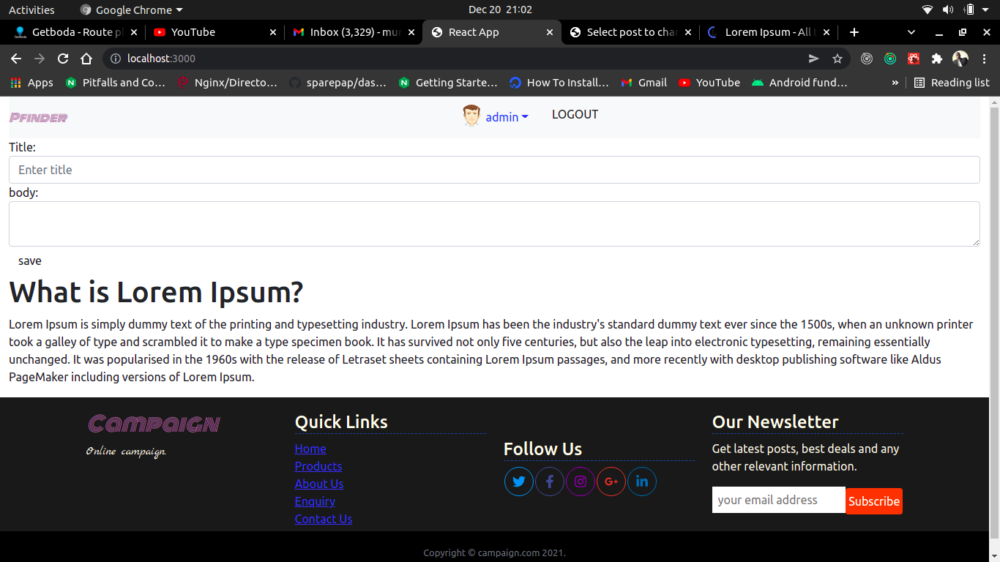 Activities Google Chrome Dec 20 21:02
Getboda - Route pl YouTube Inbox (3,329) - mur React App Select post to chan Lorem Ipsum - All t
localhost:3000
Apps Pitfalls and Co… Nginx/Directo… sparepap/das… Getting Starte… How To Install… Gmail YouTube Android fund… » Reading list
Pfinder admin LOGOUT
Title:
Enter title
body:
save
What is Lorem Ipsum?
Lorem Ipsum is simply dummy text of the printing and typesetting industry. Lorem Ipsum has been the industry's standard dummy text ever since the 1500s, when an unknown printer
took a galley of type and scrambled it to make a type specimen book. It has survived not only five centuries, but also the leap into electronic typesetting, remaining essentially
unchanged. It was popularised in the 1960s with the release of Letraset sheets containing Lorem Ipsum passages, and more recently with desktop publishing software like Aldus
PageMaker including versions of Lorem Ipsum.
Campaign
Online campaign.
Quick Links
Home
Products
About Us
Enquiry
Contact Us
Follow Us
Our Newsletter
Get latest posts, best deals and any
other relevant information.
your email address Subscribe
Copyright © campaign.com 2021.